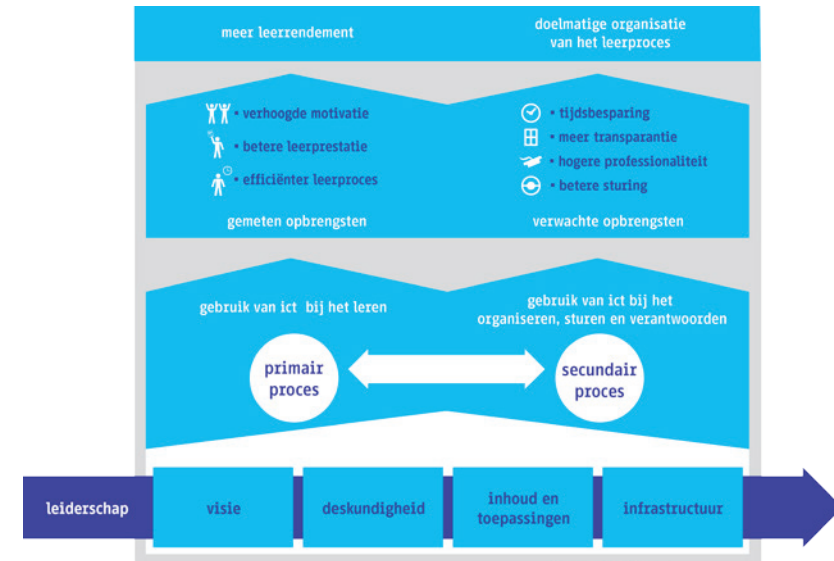 meer leerrendement
doelmatige organisatie
van het leerproces
• verhoogde motivatie
• betere leerprestatie
• efficiënter leerproces
gemeten opbrengsten
• tijdsbesparing
• meer transparantie
• hogere professionaliteit
• betere sturing
verwachte opbrengsten
gebruik van ict bij het leren
gebruik van ict bij het
organiseren, sturen en verantwoorden
primair
proces
secundair
proces
leiderschap
visie
deskundigheid
inhoud en
toepassingen
infrastructuur